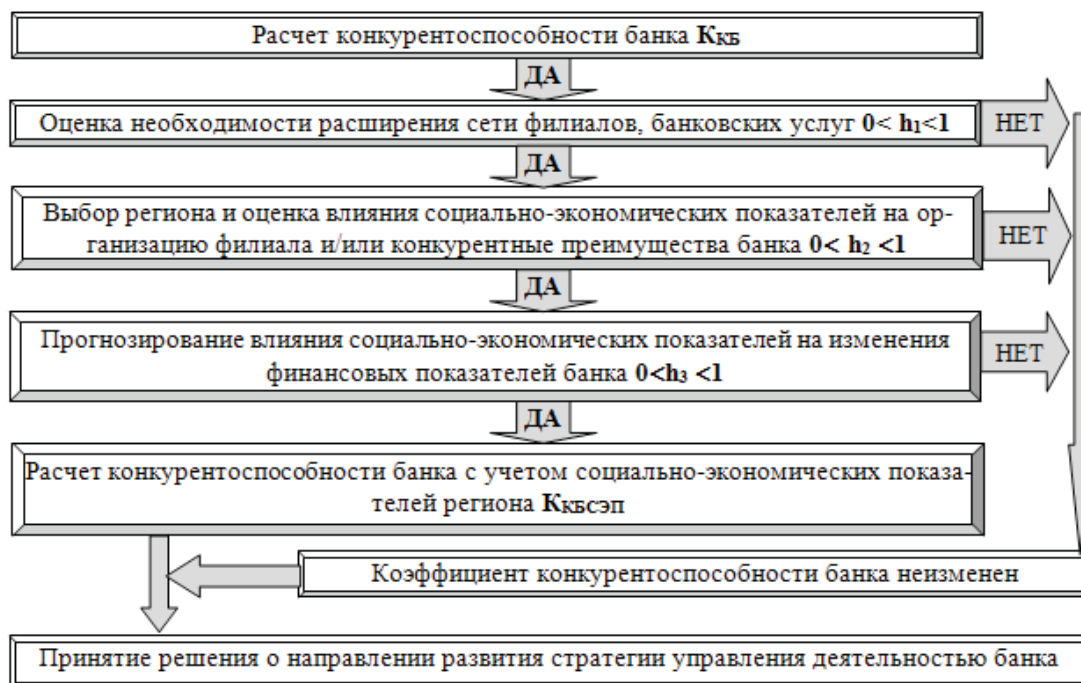 Расчет конкурентоспособности банка Ккб
ДА
Оценка необходимости расширения сети филиалов, банковских услуг 0< h1<1
НЕТ
ДА
Выбор региона и оценка влияния социально-экономических показателей на ор-
ганизацию филиала и/или конкурентные преимущества банка 0< h2 <1
НЕТ
ДА
Прогнозирование влияния социально-экономических показателей на изменения
финансовых показателей банка 0<h3 <1
НЕТ
ДА
Расчет конкурентоспособности банка с учетом социально-экономических показа-
телей региона ККБСЭП
Коэффициент конкурентоспособности банка неизменен
Принятие решения о направлении развития стратегии управления деятельностью банка